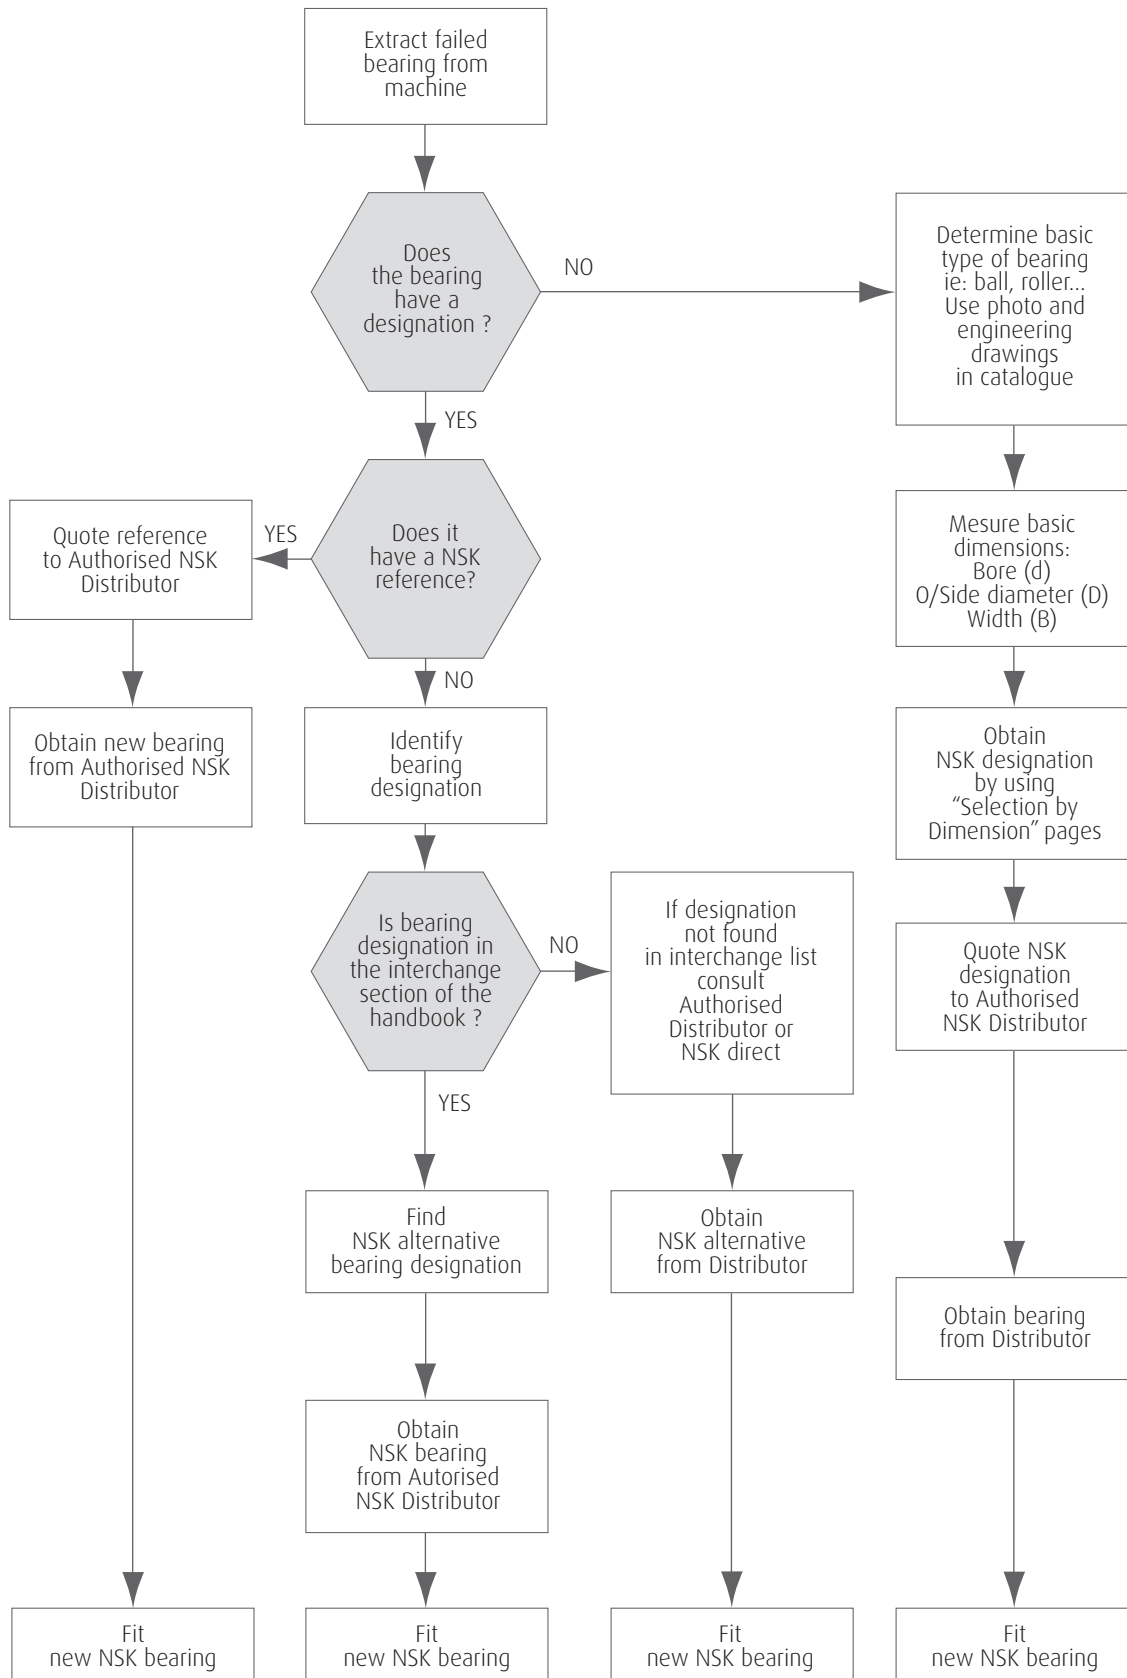 Extract failed
bearing from
machine
Does
the bearing
have a
designation ?
NO
Determine basic
type of bearing
ie: ball, roller...
Use photo and
engineering
drawings
in catalogue
YES
Quote reference
to Authorised NSK
Distributor
YES
Does it
have a NSK
reference?
Mesure basic
dimensions:
Bore (d)
O/Side diameter (D)
Width (B)
NO
Obtain new bearing
from Authorised NSK
Distributor
Identify
bearing
designation
Obtain
NSK designation
by using
“Selection by
Dimension” pages
Is bearing
designation in
the interchange
section of the
handbook ?
NO
If designation
not found
in interchange list
consult
Authorised
Distributor or
NSK direct
Quote NSK
designation
to Authorised
NSK Distributor
YES
Find
NSK alternative
bearing designation
Obtain
NSK alternative
from Distributor
Obtain bearing
from Distributor
Obtain
NSK bearing
from Autorised
NSK Distributor
Fit
new NSK bearing
Fit
new NSK bearing
Fit
new NSK bearing
Fit
new NSK bearing